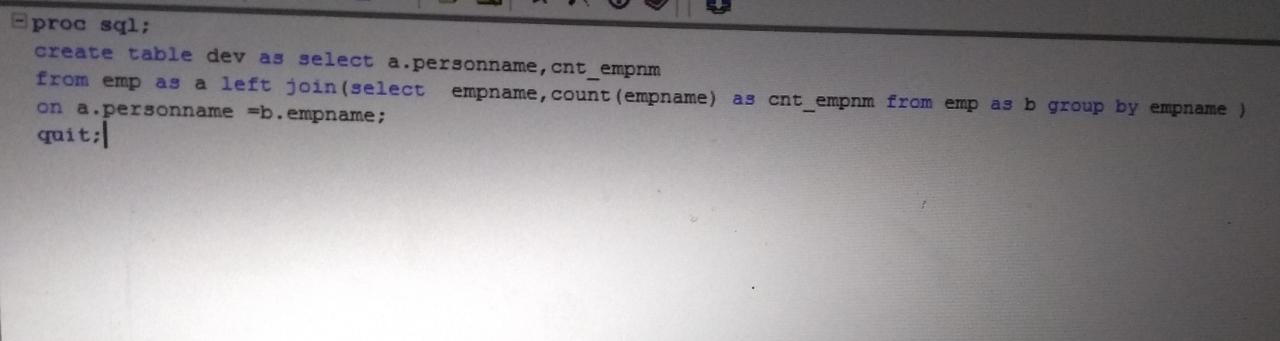 proc sql;
create table dev as select a.personname,cnt_empnm
from emp as a left join(select empname,count(empname) as cnt_empnm from emp as b group by empname )
on a.personname =b.empname;
quit;